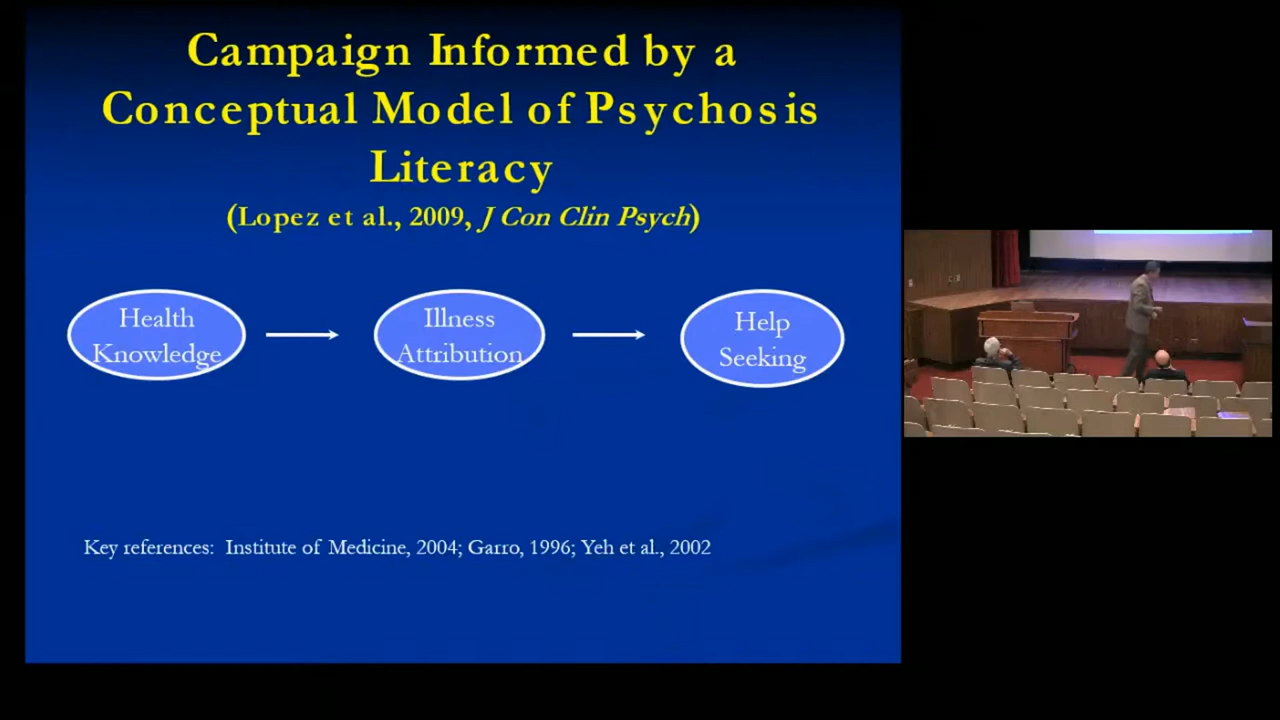 Campaign Informed by a
Conceptual Model of Psychosis
Literacy
(Lopez et al., 2009, J Con Clin Psych)
Health
Knowledge
Illness
Attribution
Help
Seeking
Key references: Institute of Medicine, 2004; Garro, 1996; Yeh et al., 2002